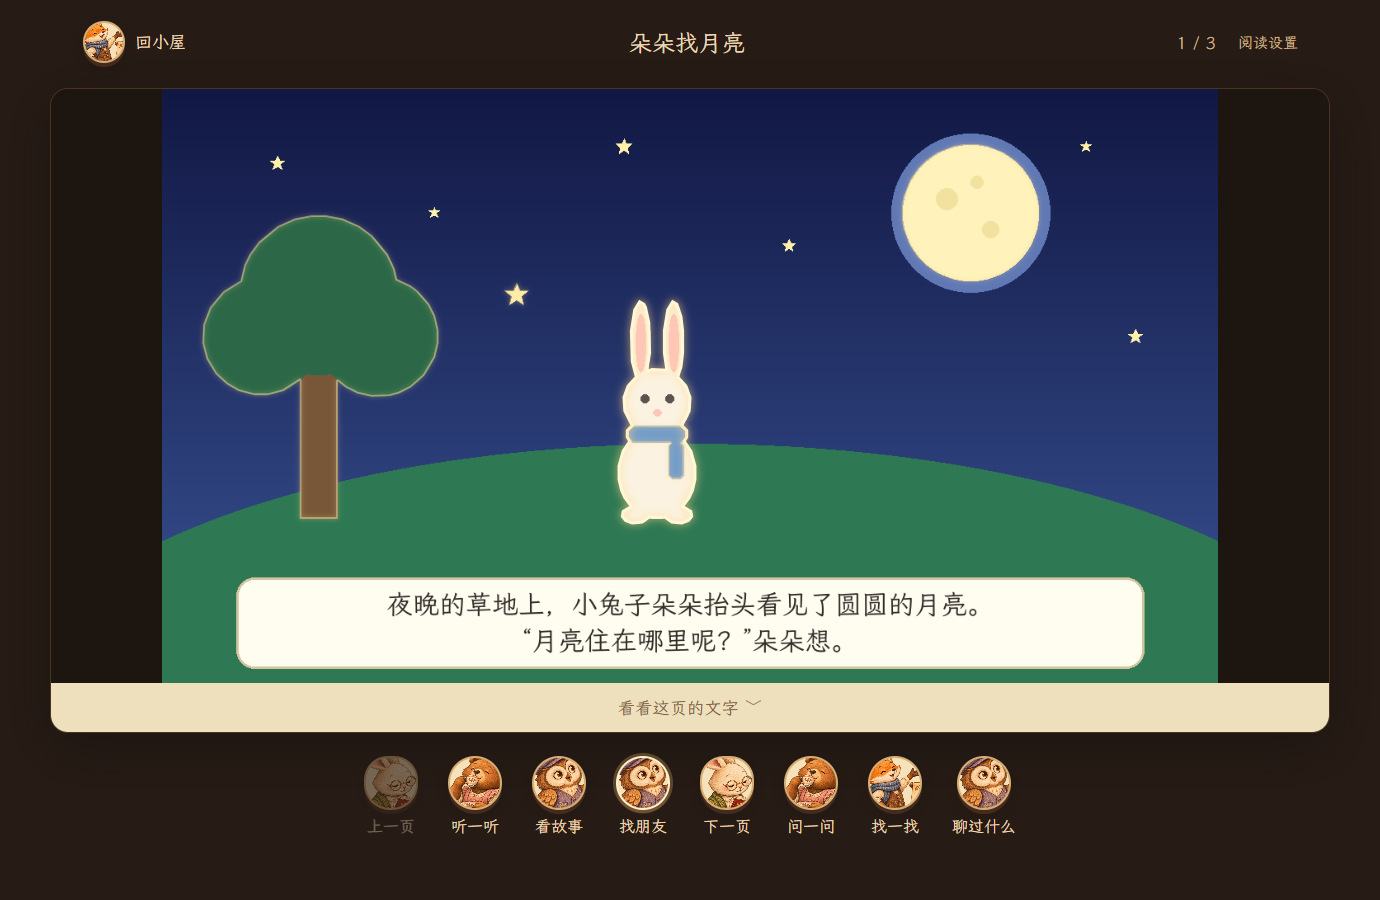 回小屋
朵朵找月亮
1 / 3 阅读设置
夜晚的草地上，小兔子朵朵抬头看见了圆圆的月亮。
“月亮住在哪里呢？”朵朵想。
看看这页的文字
上一页 听一听 看故事 找朋友 下一页 问一问 找一找 聊过什么